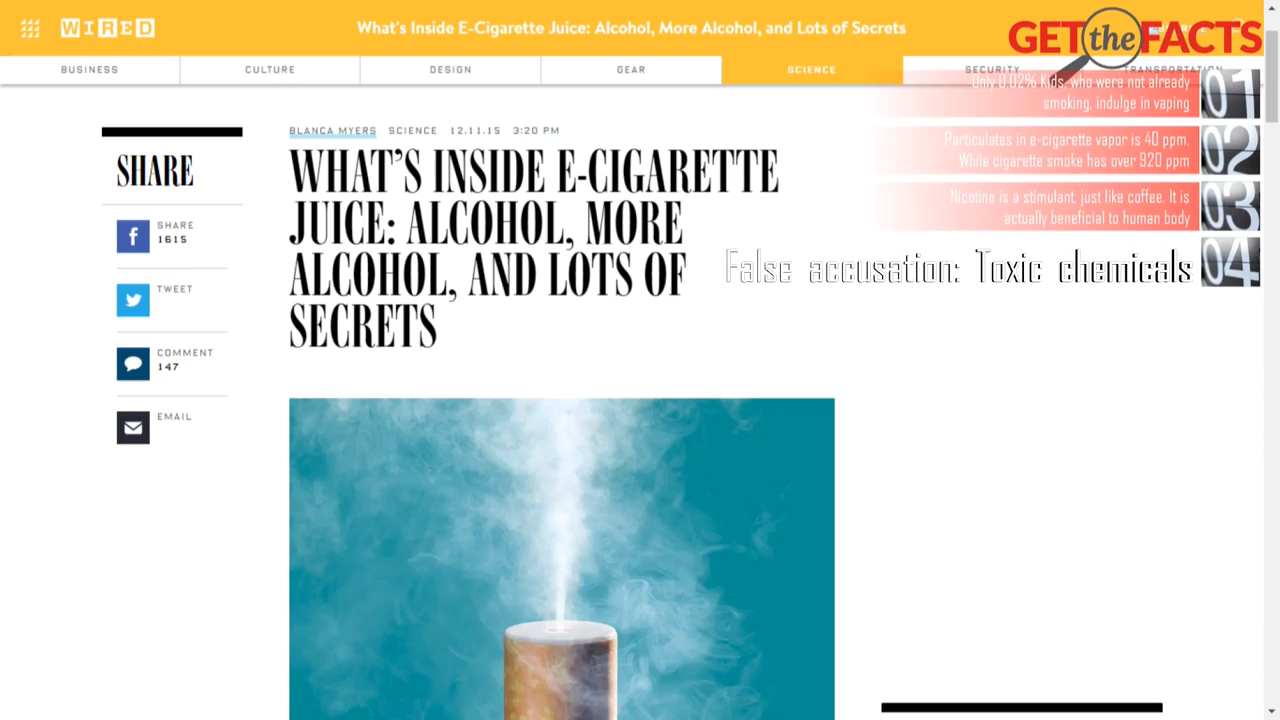 WIRED
What's Inside E-Cigarette Juice: Alcohol, More Alcohol, and Lots of Secrets
GET the FACTS
BUSINESS
CULTURE
DESIGN
GEAR
SCIENCE
SECURITY
TRANSPORTATION
Only 0.02% Kids, who were not already
smoking, indulge in vaping
01
Particulates in e-cigarette vapor is 40 ppm.
While cigarette smoke has over 920 ppm
02
Nicotine is a stimulant, just like coffee. It is
actually beneficial to human body
03
False accusation: Toxic chemicals
04
BLANCA MYERS SCIENCE 12.11.15 3:20 PM
WHAT'S INSIDE E-CIGARETTE
JUICE: ALCOHOL, MORE
ALCOHOL, AND LOTS OF
SECRETS
SHARE
SHARE
1615
TWEET
COMMENT
147
EMAIL